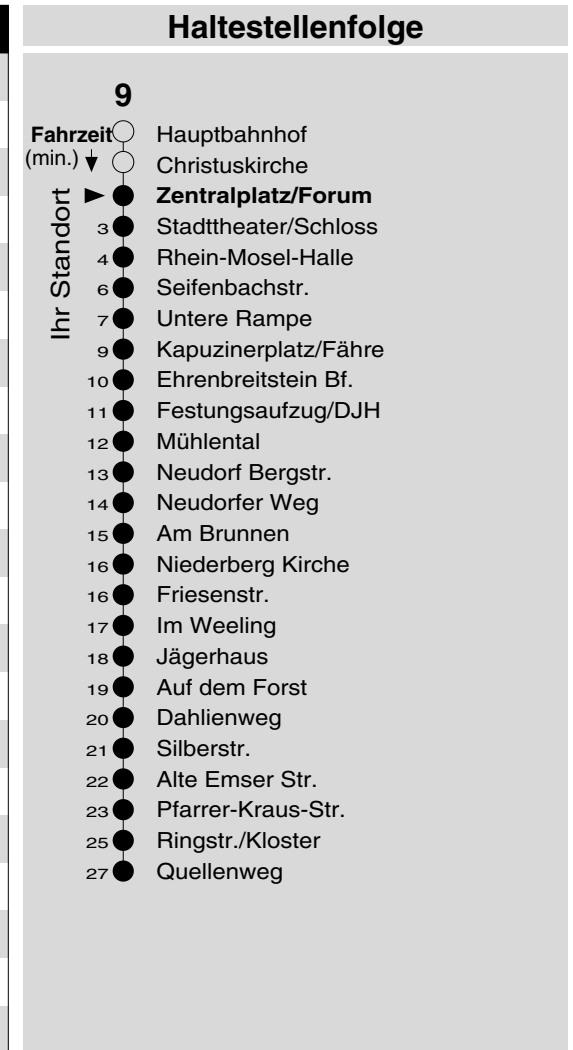 Haltestellenfolge
9
Fahrzeit Hauptbahnhof
(min.) Christuskirche
Ihr Standort
Zentralplatz/Forum
3 Stadttheater/Schloss
4 Rhein-Mosel-Halle
6 Seifenbachstr.
7 Untere Rampe
9 Kapuzinerplatz/Fähre
10 Ehrenbreitstein Bf.
11 Festungsaufzug/DJH
12 Mühlental
13 Neudorf Bergstr.
14 Neudorfer Weg
15 Am Brunnen
16 Niederberg Kirche
16 Friesenstr.
17 Im Weeling
18 Jägerhaus
19 Auf dem Forst
20 Dahlienweg
21 Silberstr.
22 Alte Emser Str.
23 Pfarrer-Kraus-Str.
25 Ringstr./Kloster
27 Quellenweg